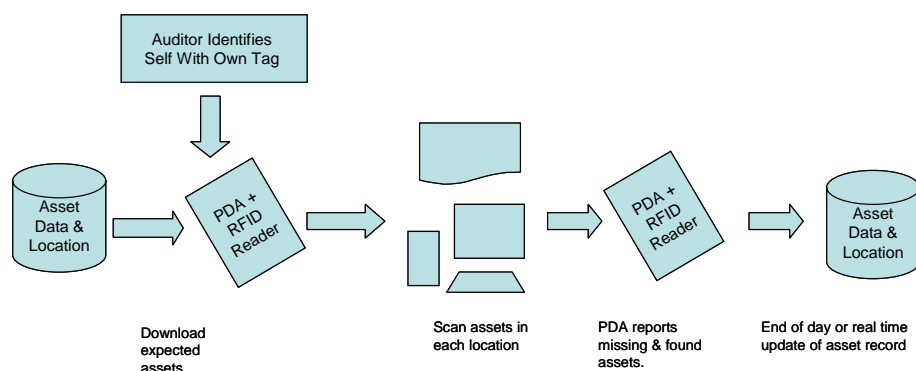 Auditor Identifies
Self With Own Tag
Asset
Data &
Location
PDA +
RFID
Reader
PDA +
RFID
Reader
Asset
Data &
Location
Download
expected
assets
Scan assets in
each location
PDA reports
missing & found
assets.
End of day or real time
update of asset record